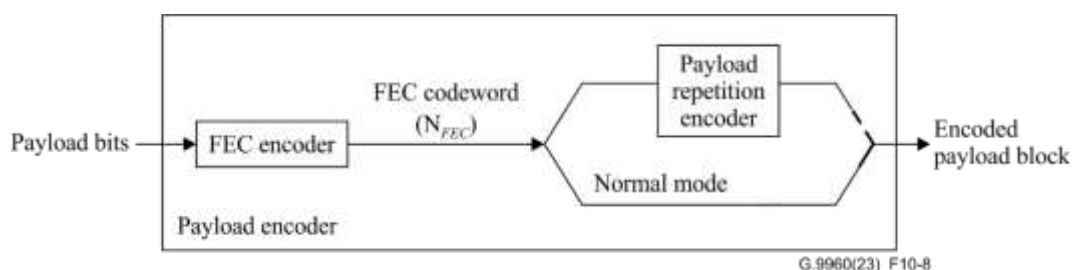 Payload bits
FEC encoder
FEC codeword
(N_FEC)
Payload
repetition
encoder
Normal mode
Encoded
payload block
Payload encoder
G.9960(23)_F10-8